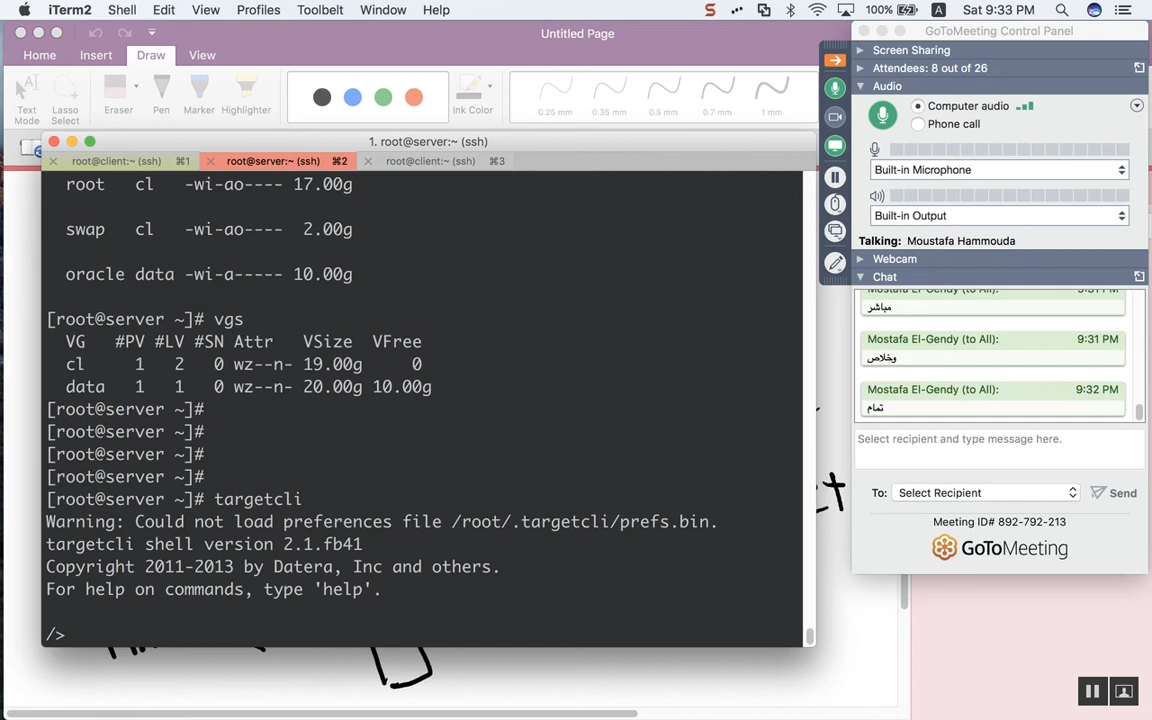 iTerm2 Shell Edit View Profiles Toolbelt Window Help 100% A Sat 9:33 PM
Untitled Page
Home Insert Draw View
Text Mode
Lasso Select
Eraser
Pen
Marker
Highlighter
Ink Color
0.25 mm 0.35 mm 0.5 mm 0.7 mm 1 mm
1. root@server:~ (ssh)
root@client:~ (ssh) ⌘1 root@server:~ (ssh) ⌘2 root@client:~ (ssh) ⌘3
root cl -wi-ao---- 17.00g
swap cl -wi-ao---- 2.00g
oracle data -wi-a----- 10.00g
[root@server ~]# vgs
VG #PV #LV #SN Attr VSize VFree
cl 1 2 0 wz--n- 19.00g 0
data 1 1 0 wz--n- 20.00g 10.00g
[root@server ~]#
[root@server ~]#
[root@server ~]#
[root@server ~]#
[root@server ~]# targetcli
Warning: Could not load preferences file /root/.targetcli/prefs.bin.
targetcli shell version 2.1.fb41
Copyright 2011-2013 by Datera, Inc and others.
For help on commands, type 'help'.
/>
GoToMeeting Control Panel
Screen Sharing
Attendees: 8 out of 26
Audio
Computer audio
Phone call
Built-in Microphone
Built-in Output
Talking: Moustafa Hammouda
Webcam
Chat
Mostafa El-Gendy (to All): 9:31 PM
مباشر
Mostafa El-Gendy (to All): 9:31 PM
وخلاص
Mostafa El-Gendy (to All): 9:32 PM
تمام
Select recipient and type message here.
To: Select Recipient Send
Meeting ID# 892-792-213
GoToMeeting